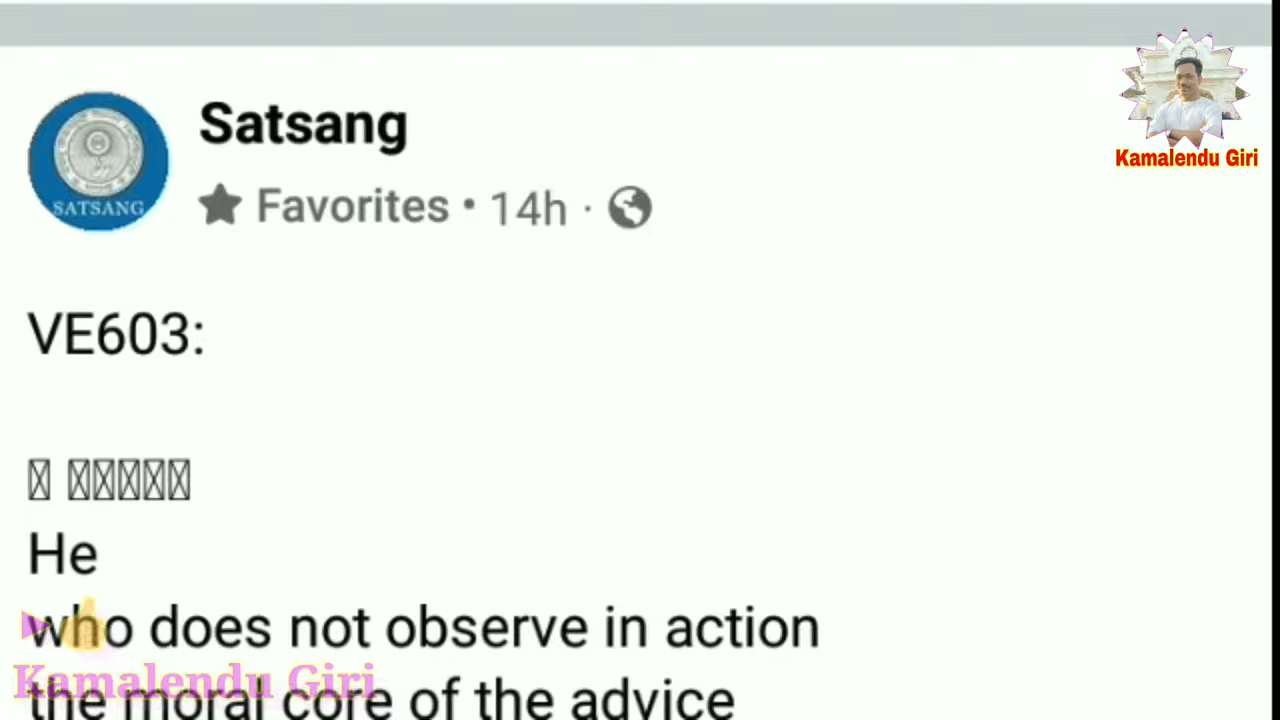 Satsang
SATSANG
Favorites • 14h ·
Kamalendu Giri
VE603:
He
who does not observe in action
the moral core of the advice
Kamalendu Giri